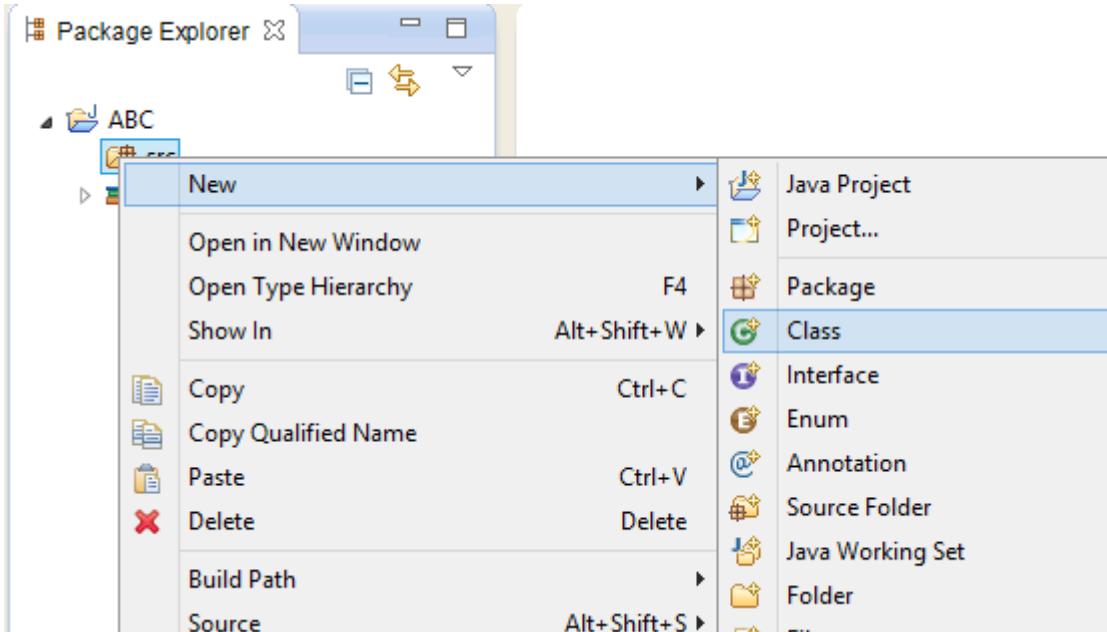 Package Explorer
ABC
src
New
Open in New Window
Open Type Hierarchy F4
Show In Alt+Shift+W
Copy Ctrl+C
Copy Qualified Name
Paste Ctrl+V
Delete Delete
Build Path
Source Alt+Shift+S
Java Project
Project...
Package
Class
Interface
Enum
Annotation
Source Folder
Java Working Set
Folder